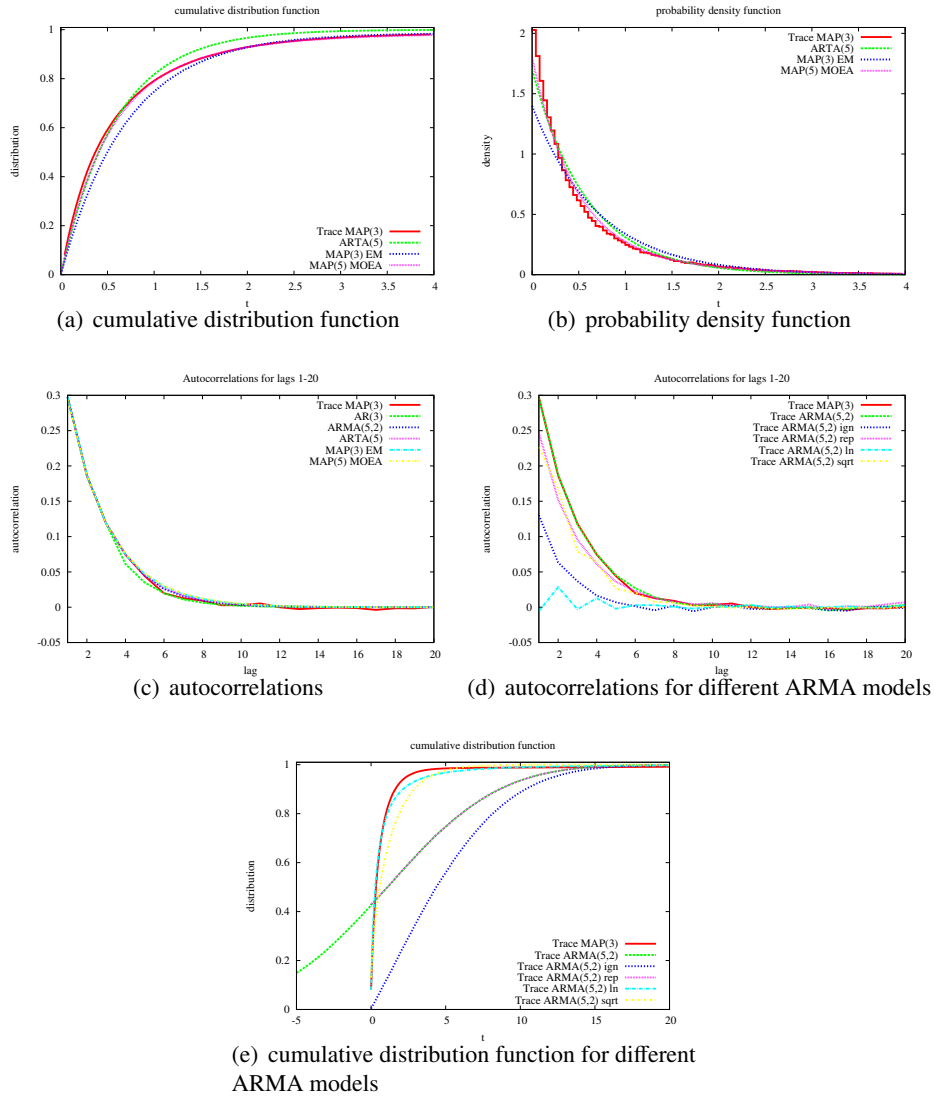 cumulative distribution function
distribution
1
0.8
0.6
0.4
0.2
0
0 0.5 1 1.5 2 2.5 3 3.5 4
t
Trace MAP(3)
ARTA(5)
MAP(3) EM
MAP(5) MOEA
(a) cumulative distribution function
probability density function
density
2
1.5
1
0.5
0
0 0.5 1 1.5 2 2.5 3 3.5 4
t
Trace MAP(3)
ARTA(5)
MAP(3) EM
MAP(5) MOEA
(b) probability density function
Autocorrelations for lags 1-20
autocorrelation
0.3
0.25
0.2
0.15
0.1
0.05
0
-0.05
2 4 6 8 10 12 14 16 18 20
lag
Trace MAP(3)
AR(3)
ARMA(5,2)
ARTA(5)
MAP(3) EM
MAP(5) MOEA
(c) autocorrelations
Autocorrelations for lags 1-20
autocorrelation
0.3
0.25
0.2
0.15
0.1
0.05
0
-0.05
2 4 6 8 10 12 14 16 18 20
lag
Trace MAP(3)
Trace ARMA(5,2)
Trace ARMA(5,2) ign
Trace ARMA(5,2) rep
Trace ARMA(5,2) ln
Trace ARMA(5,2) sqrt
(d) autocorrelations for different ARMA models
cumulative distribution function
distribution
1
0.8
0.6
0.4
0.2
0
-5 0 5 10 15 20
t
Trace MAP(3)
Trace ARMA(5,2)
Trace ARMA(5,2) ign
Trace ARMA(5,2) rep
Trace ARMA(5,2) ln
Trace ARMA(5,2) sqrt
(e) cumulative distribution function for different
ARMA models